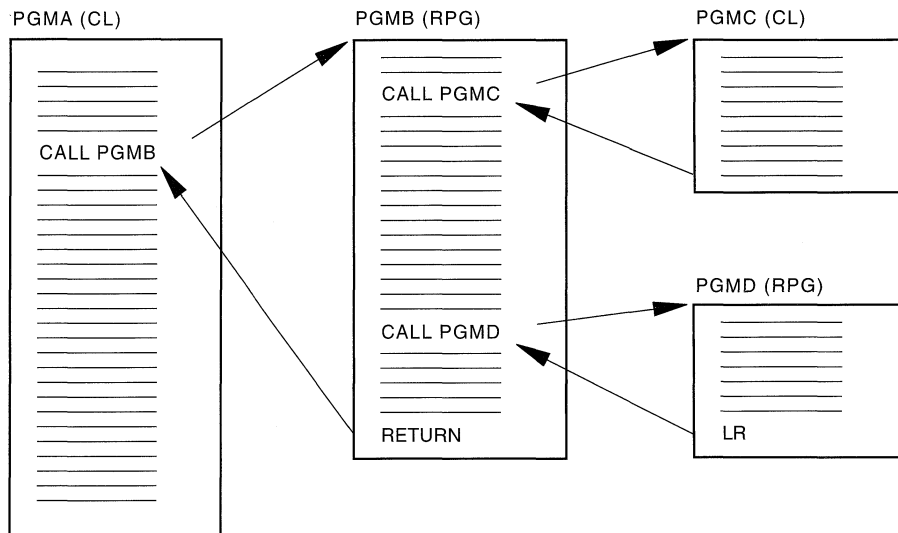 PGMA (CL)
CALL PGMB
PGMB (RPG)
CALL PGMC
CALL PGMD
RETURN
PGMC (CL)
PGMD (RPG)
LR